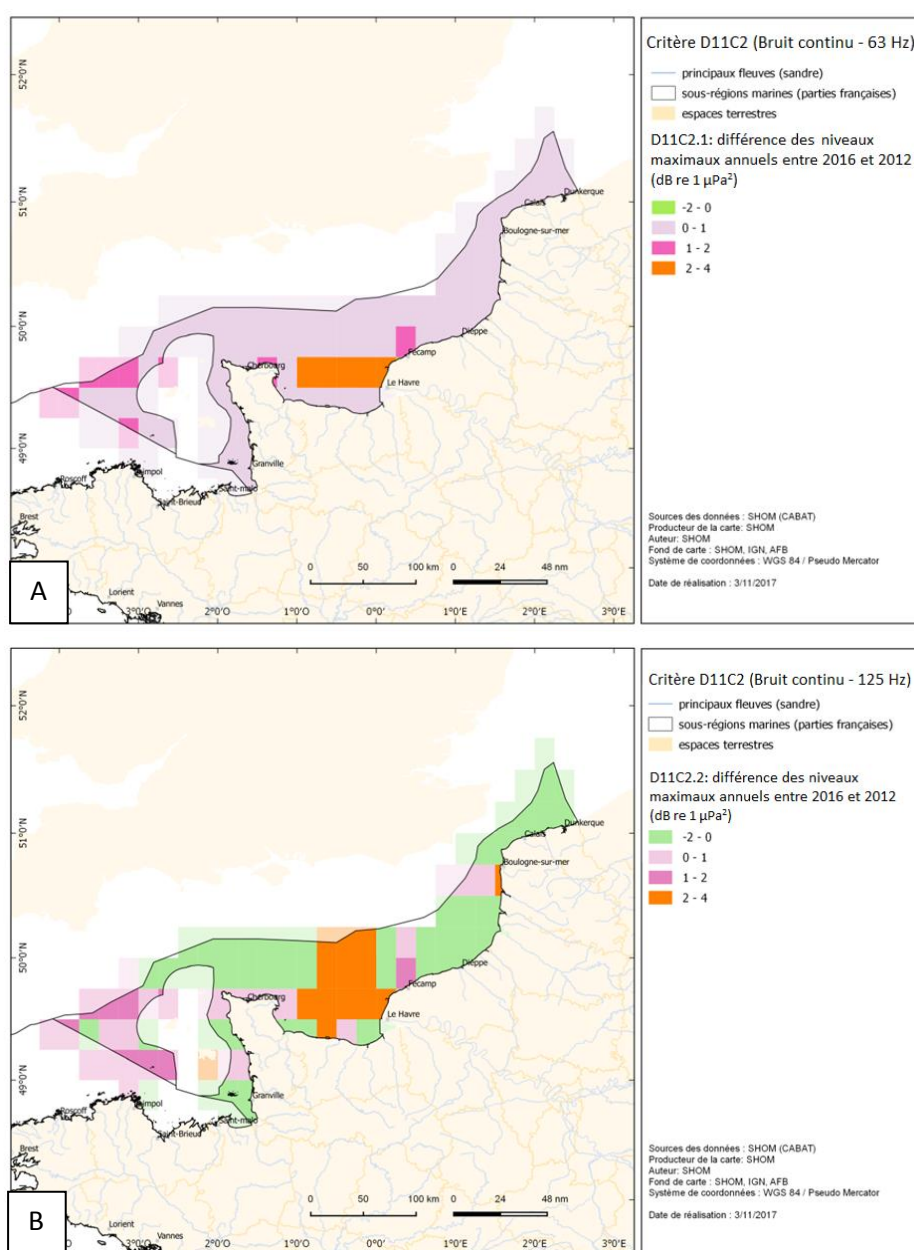 Critère D11C2 (Bruit continu - 63 Hz)
principaux fleuves (sandre)
sous-régions marines (parties françaises)
espaces terrestres
D11C2.1: différence des niveaux
maximaux annuels entre 2016 et 2012
(dB re 1 µPa²)
-2 - 0
0 - 1
1 - 2
2 - 4
Sources des données : SHOM (CABAT)
Producteur de la carte: SHOM
Auteur: SHOM
Fond de carte : SHOM, IGN, AFB
Système de coordonnées : WGS 84 / Pseudo Mercator
Date de réalisation : 3/11/2017
52°0'N
51°0'N
50°0'N
49°0'N
Dunkerque
Calais
Boulogne-sur-mer
Dieppe
Fécamp
Cherbourg
Le Havre
Granville
Saint-malo
Roscoff
Saint-Brieu
Brest
Lorient
Vannes
0 50 100 km
0 24 48 nm
3°0'O 2°0'O 1°0'O 0°0' 1°0'E 2°0'E 3°0'E
A
Critère D11C2 (Bruit continu - 125 Hz)
principaux fleuves (sandre)
sous-régions marines (parties françaises)
espaces terrestres
D11C2.2: différence des niveaux
maximaux annuels entre 2016 et 2012
(dB re 1 µPa²)
-2 - 0
0 - 1
1 - 2
2 - 4
Sources des données : SHOM (CABAT)
Producteur de la carte: SHOM
Auteur: SHOM
Fond de carte : SHOM, IGN, AFB
Système de coordonnées : WGS 84 / Pseudo Mercator
Date de réalisation : 3/11/2017
52°0'N
51°0'N
50°0'N
49°0'N
Dunkerque
Calais
Boulogne-sur-mer
Dieppe
Fécamp
Cherbourg
Le Havre
Granville
Saint-malo
Roscoff
Saint-Brieu
Brest
Lorient
Vannes
0 50 100 km
0 24 48 nm
3°0'O 2°0'O 1°0'O 0°0' 1°0'E 2°0'E 3°0'E
B